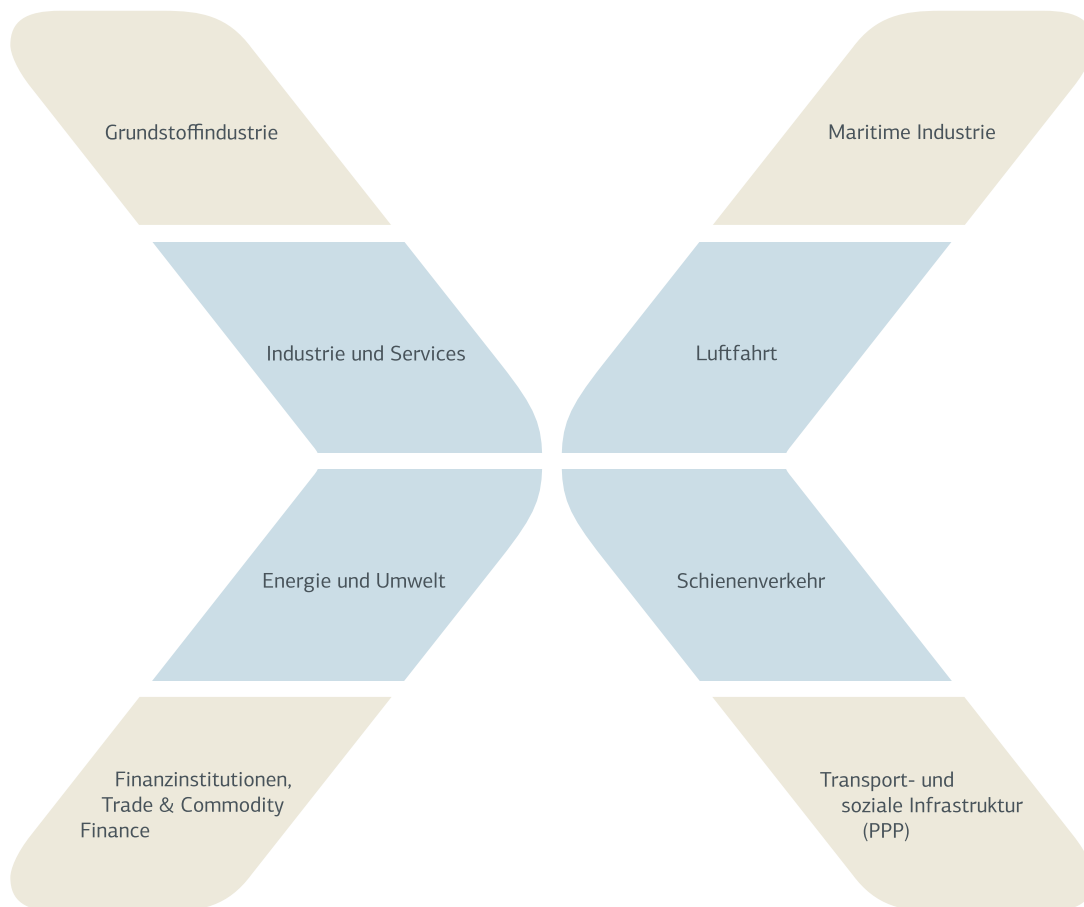 Grundstoffindustrie
Maritime Industrie
Industrie und Services
Luftfahrt
Energie und Umwelt
Schienenverkehr
Finanzinstitutionen,
Trade & Commodity
Finance
Transport- und
soziale Infrastruktur
(PPP)